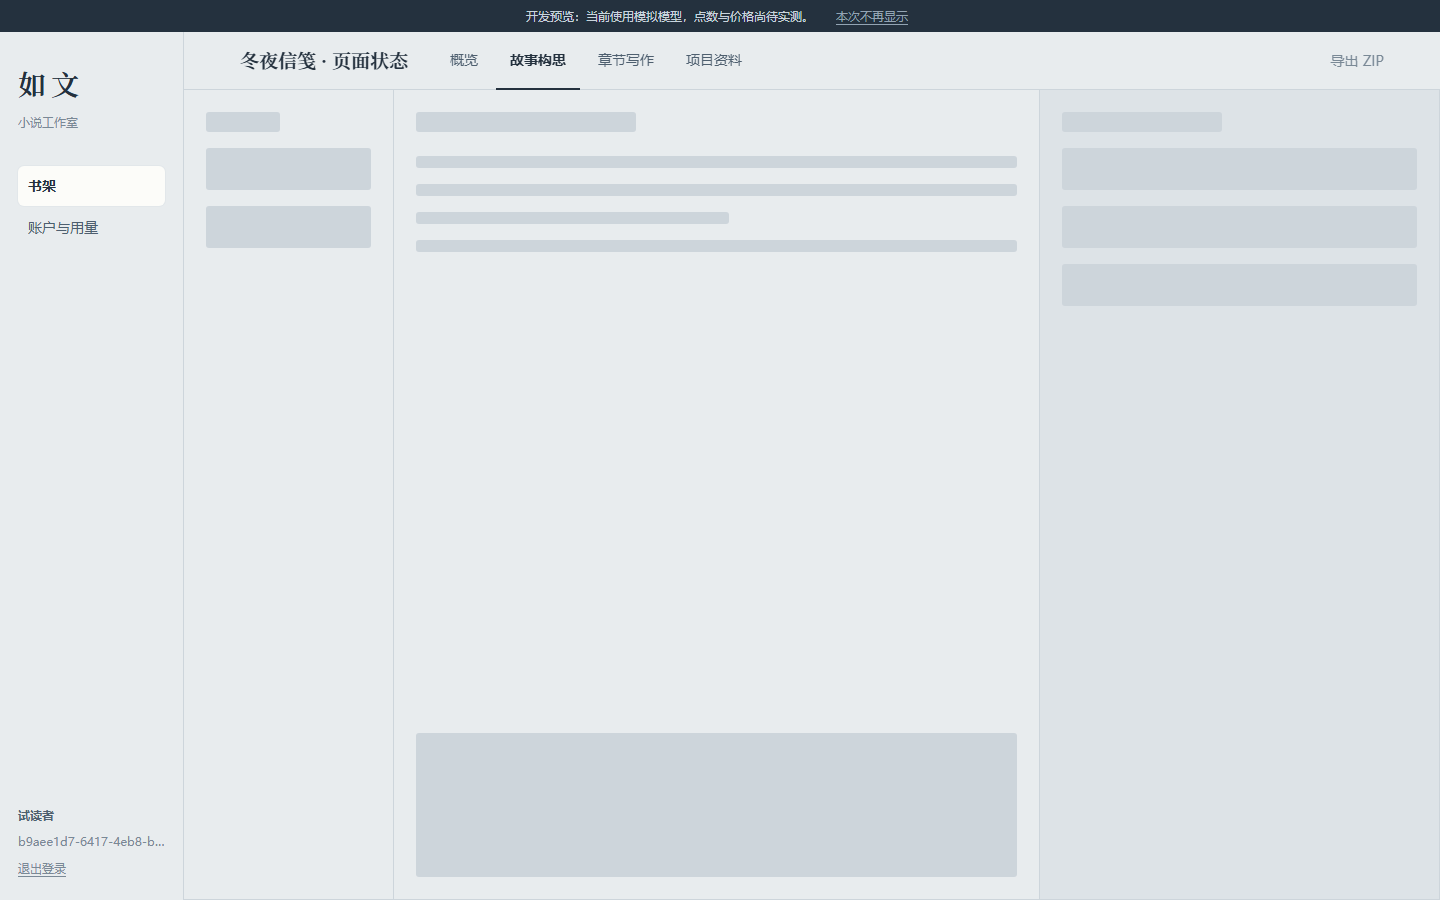 开发预览：当前使用模拟模型，点数与价格尚待实测。 本次不再显示
如文
小说工作室
书架
账户与用量
冬夜信笺 · 页面状态 概览 故事构思 章节写作 项目资料 导出 ZIP
试读者
b9aee1d7-6417-4eb8-b...
退出登录